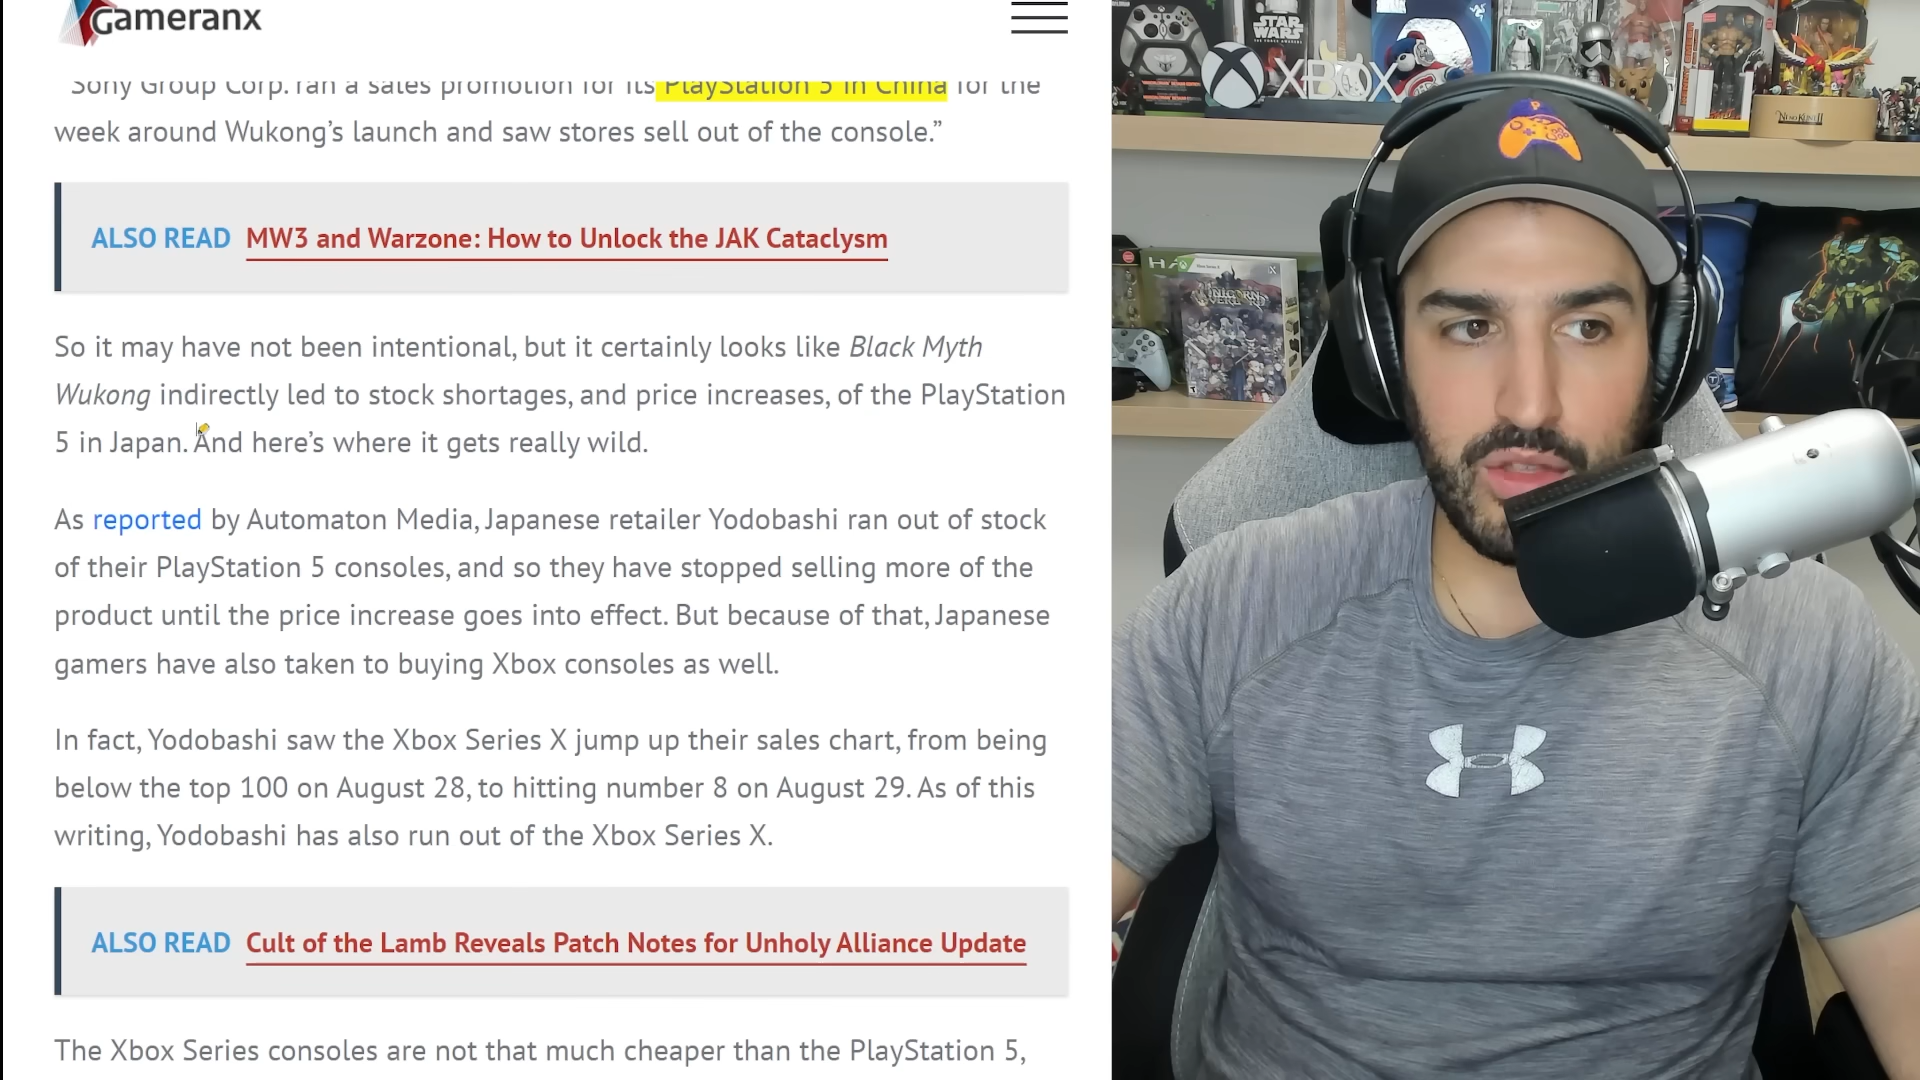 Gameranx
"Sony Group Corp. ran a sales promotion for its PlayStation 5 in China for the
week around Wukong’s launch and saw stores sell out of the console.”
ALSO READ MW3 and Warzone: How to Unlock the JAK Cataclysm
So it may have not been intentional, but it certainly looks like Black Myth
Wukong indirectly led to stock shortages, and price increases, of the PlayStation
5 in Japan. And here’s where it gets really wild.
As reported by Automaton Media, Japanese retailer Yodobashi ran out of stock
of their PlayStation 5 consoles, and so they have stopped selling more of the
product until the price increase goes into effect. But because of that, Japanese
gamers have also taken to buying Xbox consoles as well.
In fact, Yodobashi saw the Xbox Series X jump up their sales chart, from being
below the top 100 on August 28, to hitting number 8 on August 29. As of this
writing, Yodobashi has also run out of the Xbox Series X.
ALSO READ Cult of the Lamb Reveals Patch Notes for Unholy Alliance Update
The Xbox Series consoles are not that much cheaper than the PlayStation 5,
STAR
WARS
XBOX
NI NO KUNI II
UNICORN
OVERLORD
P